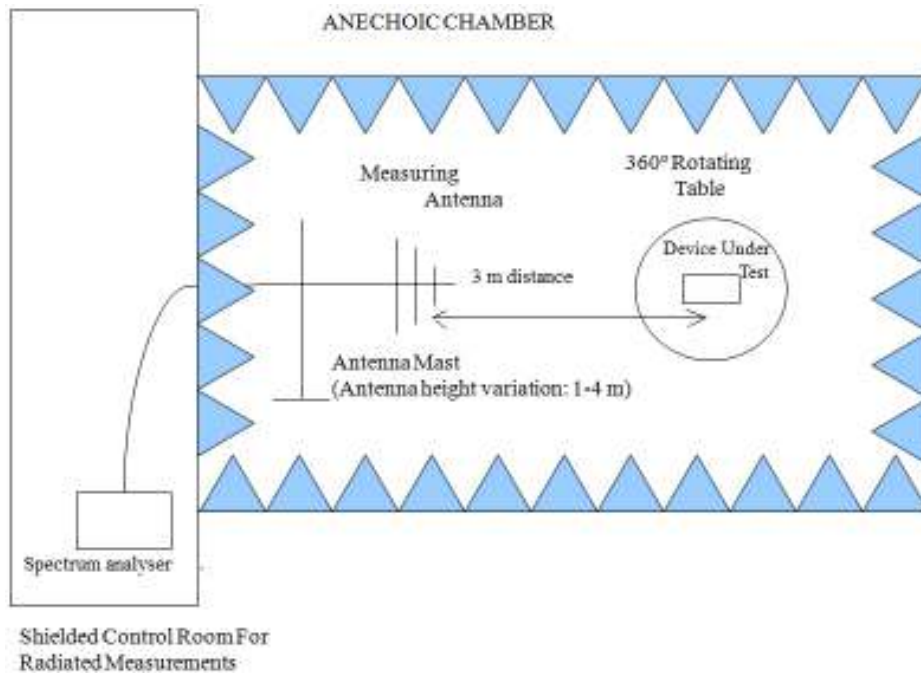 ANECHOIC CHAMBER
Measuring
Antenna
360º Rotating
Table
Device Under
Test
3 m distance
Antenna Mast
(Antenna height variation: 1-4 m)
Spectrum analyser
Shielded Control Room For
Radiated Measurements